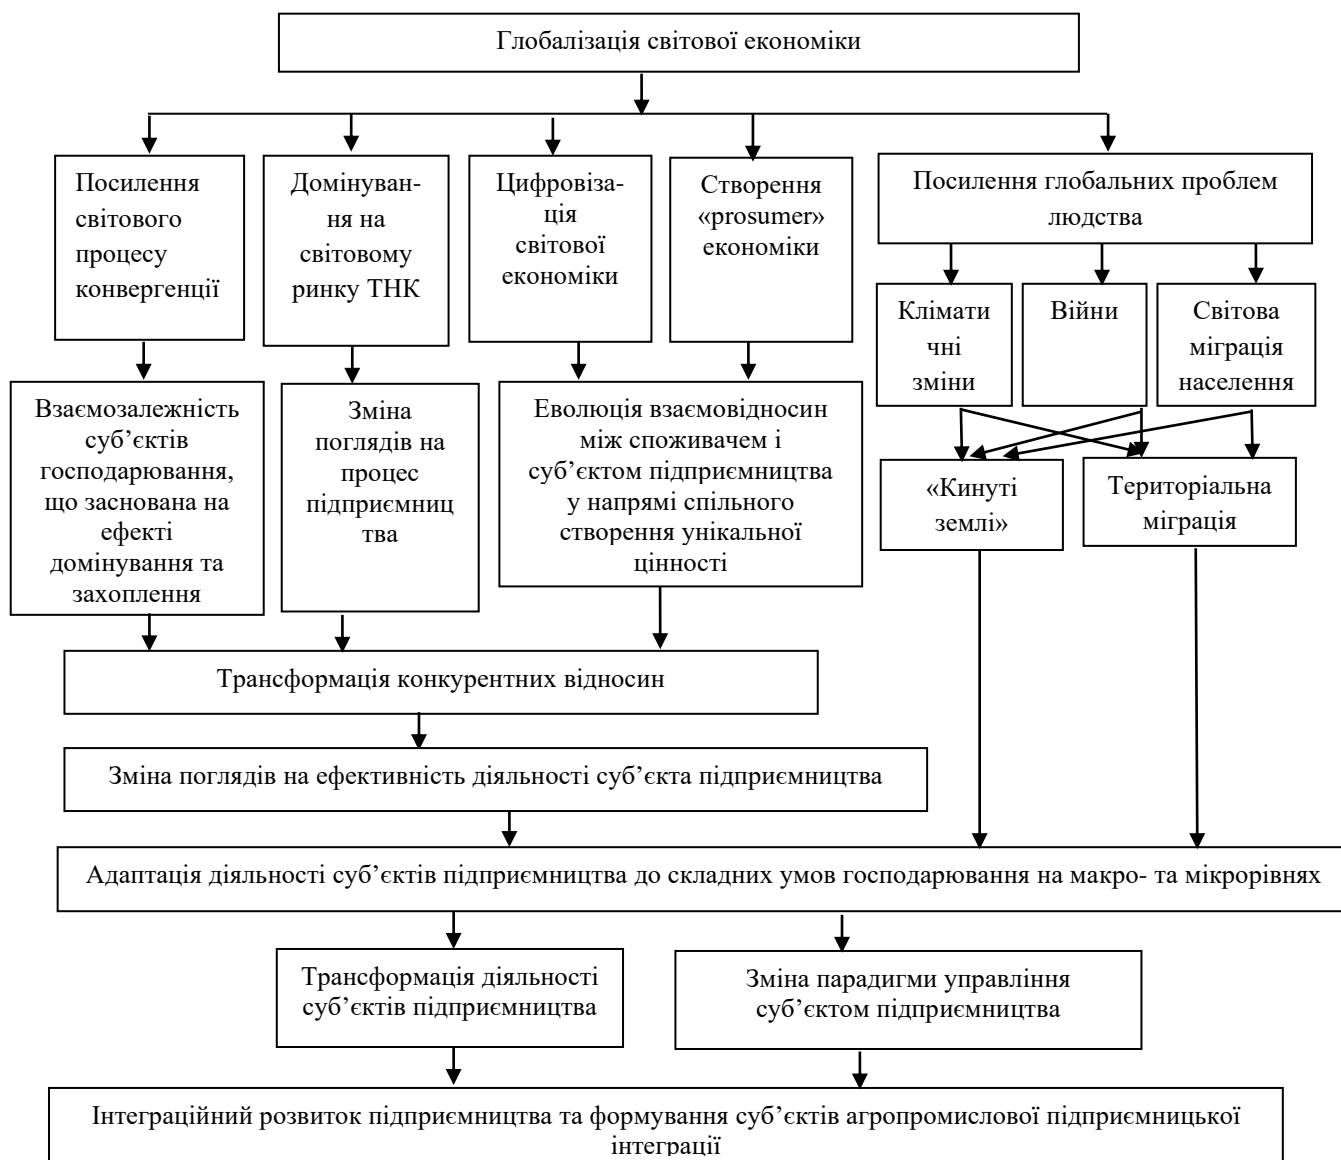 Глобалізація світової економіки
Посилення
світового
процесу
конвергенції
Домінуван-
ня на
світовому
ринку ТНК
Цифровіза-
ція
світової
економіки
Створення
«prosumer»
економіки
Посилення глобальних проблем
людства
Клімати
чні
зміни
Війни
Світова
міграція
населення
Взаємозалежність
суб’єктів
господарювання,
що заснована на
ефекті
домінування та
захоплення
Зміна
поглядів на
процес
підприємниц
тва
Еволюція взаємовідносин
між споживачем і
суб’єктом підприємництва
у напрямі спільного
створення унікальної
цінності
«Кинуті
землі»
Територіальна
міграція
Трансформація конкурентних відносин
Зміна поглядів на ефективність діяльності суб’єкта підприємництва
Адаптація діяльності суб’єктів підприємництва до складних умов господарювання на макро- та мікрорівнях
Трансформація діяльності
суб’єктів підприємництва
Зміна парадигми управління
суб’єктом підприємництва
Інтеграційний розвиток підприємництва та формування суб’єктів агропромислової підприємницької
інтеграції